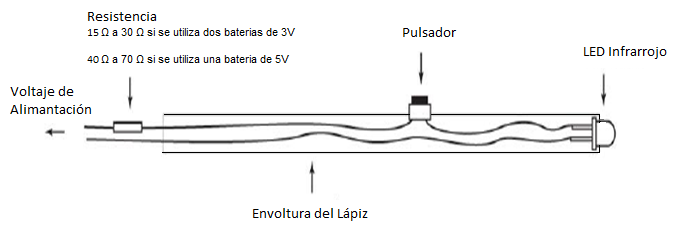 Resistencia
15 Ω a 30 Ω si se utiliza dos baterias de 3V
40 Ω a 70 Ω si se utiliza una bateria de 5V
Pulsador
LED Infrarrojo
Voltaje de
Alimantación
Envoltura del Lápiz